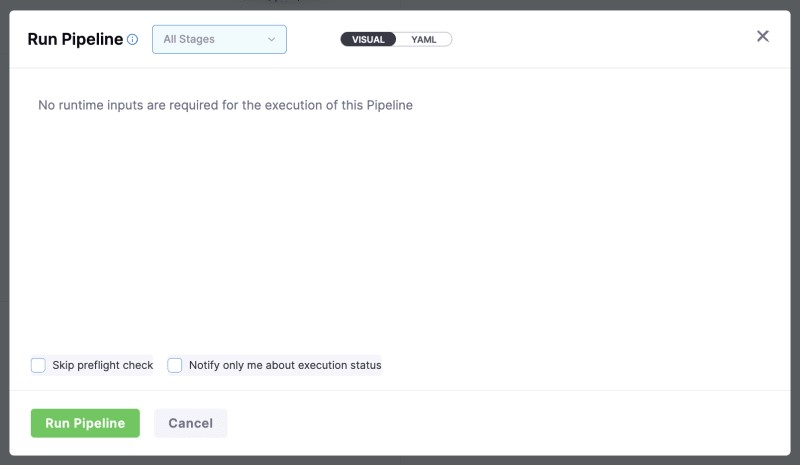 Run Pipeline All Stages VISUAL YAML
No runtime inputs are required for the execution of this Pipeline
Skip preflight check Notify only me about execution status
Run Pipeline Cancel